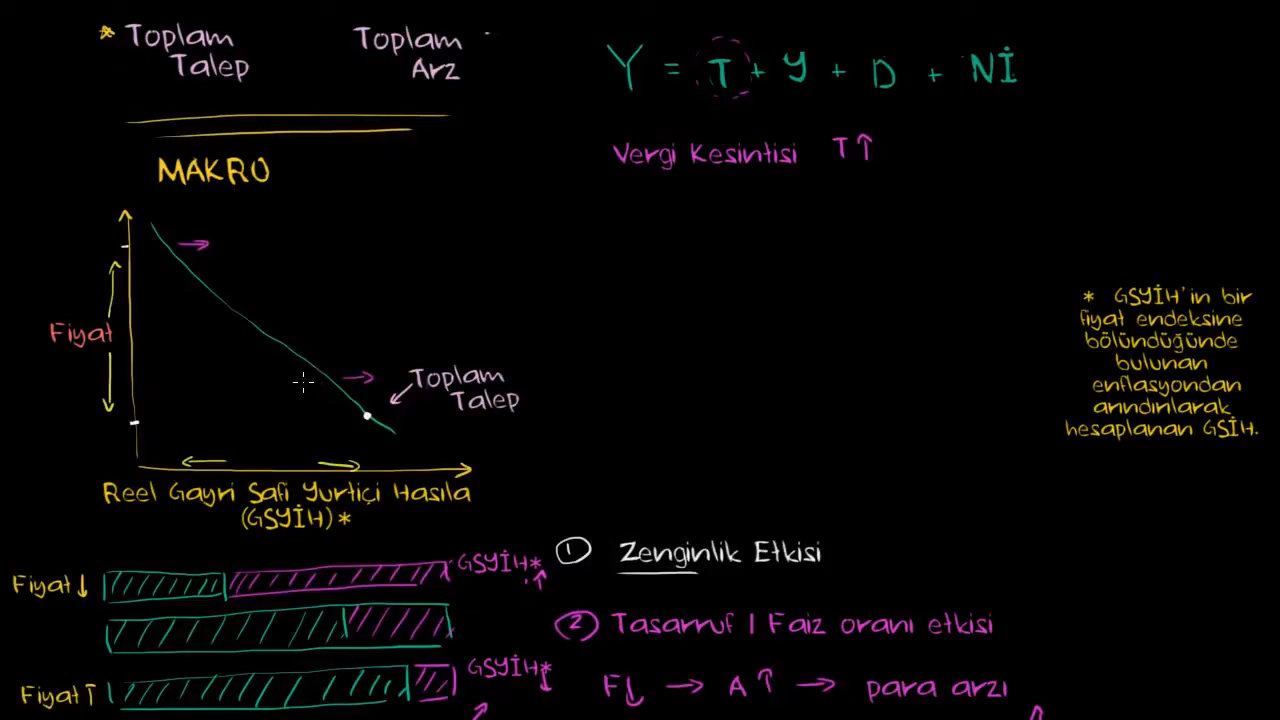 * Toplam
Talep
Toplam
Arz
MAKRO
Y = T + Y + D + Nİ
Vergi Kesintisi T↑
Fiyat
Toplam
Talep
Reel Gayri Safi Yurtiçi Hasıla
(GSYİH)*
* GSYİH'in bir
fiyat endeksine
bölündüğünde
bulunan
enflasyondan
arındırılarak
hesaplanan GSİH.
Fiyat↓
GSYİH*↑
Fiyat↑
GSYİH*↓
1 Zenginlik Etkisi
2 Tasarruf / Faiz oranı etkisi
F↓ → A↑ → para arzı